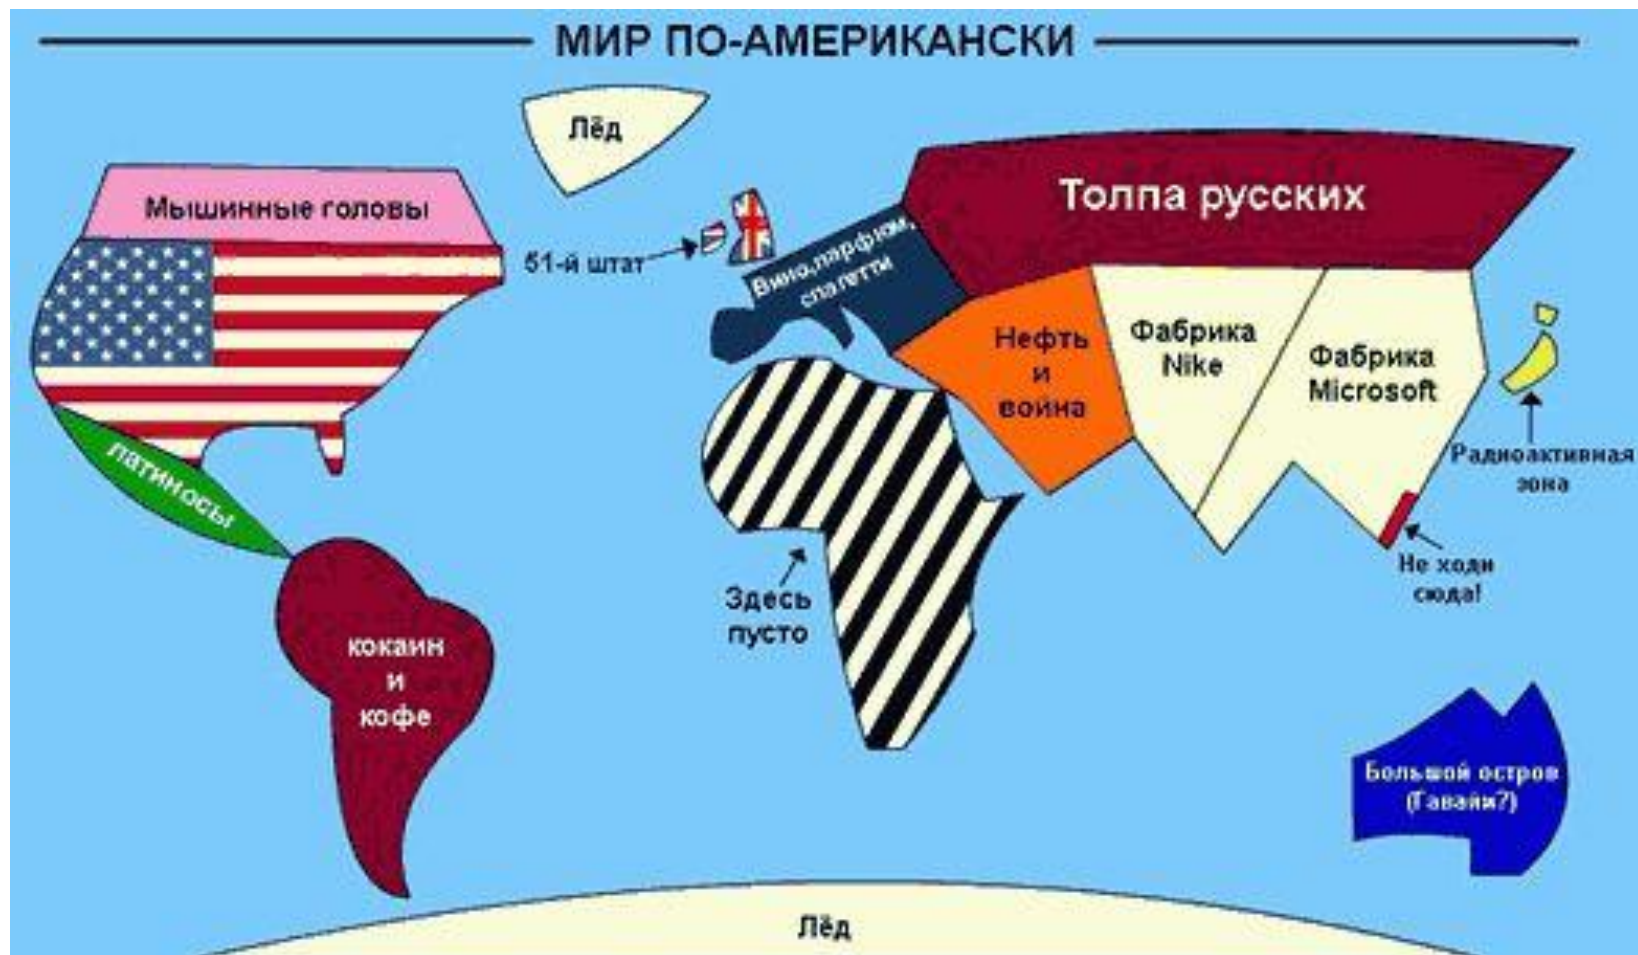 МИР ПО-АМЕРИКАНСКИ
Лёд
Мышинные головы
51-й штат
Вино,парфюм,
спагетти
Толпа русских
Нефть
и
война
Фабрика
Nike
Фабрика
Microsoft
Радиоактивная
зона
Не ходи
сюда!
латиносы
Здесь
пусто
кокаин
и
кофе
Большой остров
(Гавайи?)
Лёд